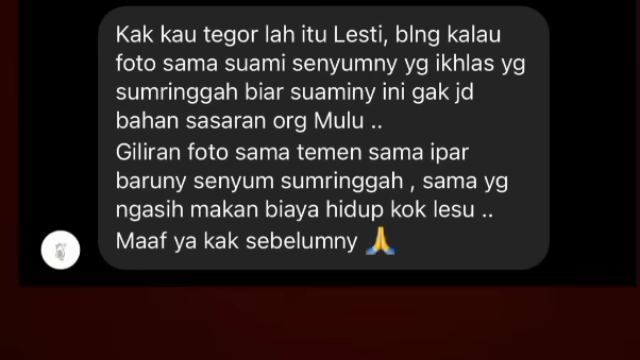 Kak kau tegor lah itu Lesti, blng kalau
foto sama suami senyumny yg ikhlas yg
sumringgah biar suaminy ini gak jd
bahan sasaran org Mulu ..
Giliran foto sama temen sama ipar
baruny senyum sumringgah , sama yg
ngasih makan biaya hidup kok lesu ..
Maaf ya kak sebelumny 🙏